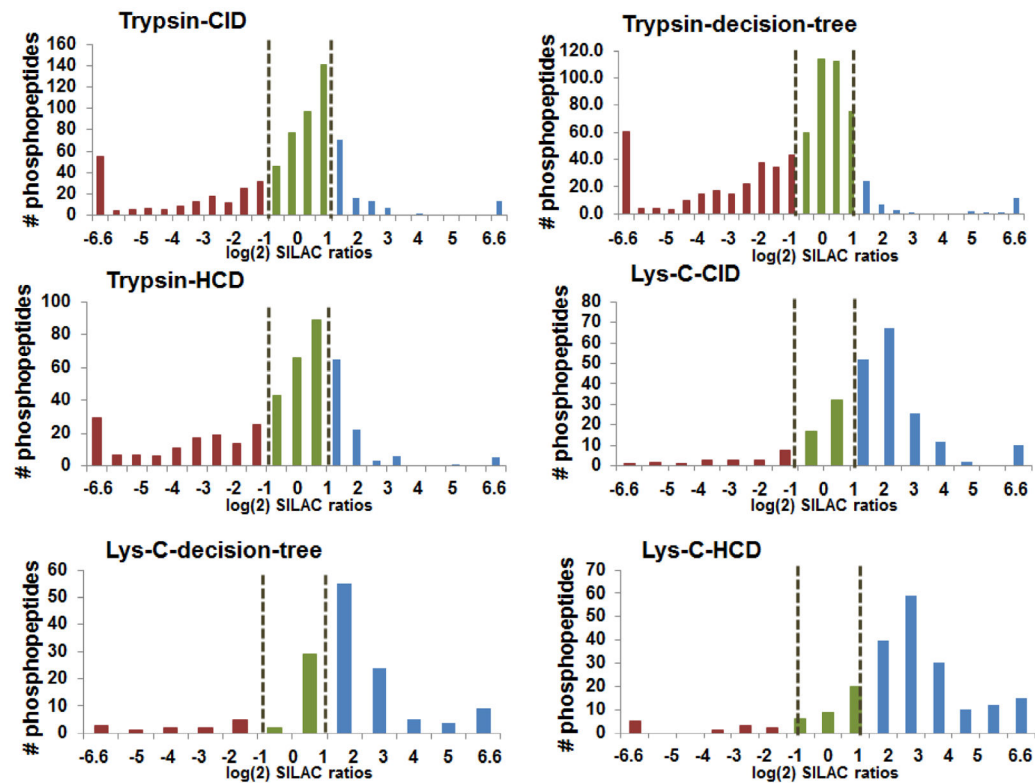 Trypsin-CID
# phosphopeptides
160
140
120
100
80
60
40
20
0
-6.6 -5 -4 -3 -2 -1 0 1 2 3 4 5 6.6
log(2) SILAC ratios
Trypsin-decision-tree
# phosphopeptides
120.0
100.0
80.0
60.0
40.0
20.0
0.0
-6.6 -5 -4 -3 -2 -1 0 1 2 3 4 5 6.6
log(2) SILAC ratios
Trypsin-HCD
# phosphopeptides
100
80
60
40
20
0
-6.6 -5 -4 -3 -2 -1 0 1 2 3 4 5 6.6
log(2) SILAC ratios
Lys-C-CID
# phosphopeptides
80
70
60
50
40
30
20
10
0
-6.6 -5 -4 -3 -2 -1 0 1 2 3 4 5 6.6
log(2) SILAC ratios
Lys-C-decision-tree
# phosphopeptides
60
50
40
30
20
10
0
-6.6 -5 -4 -3 -2 -1 0 1 2 3 4 5 6.6
log(2) SILAC ratios
Lys-C-HCD
# phosphopeptides
70
60
50
40
30
20
10
0
-6.6 -5 -4 -3 -2 -1 0 1 2 3 4 5 6.6
log(2) SILAC ratios